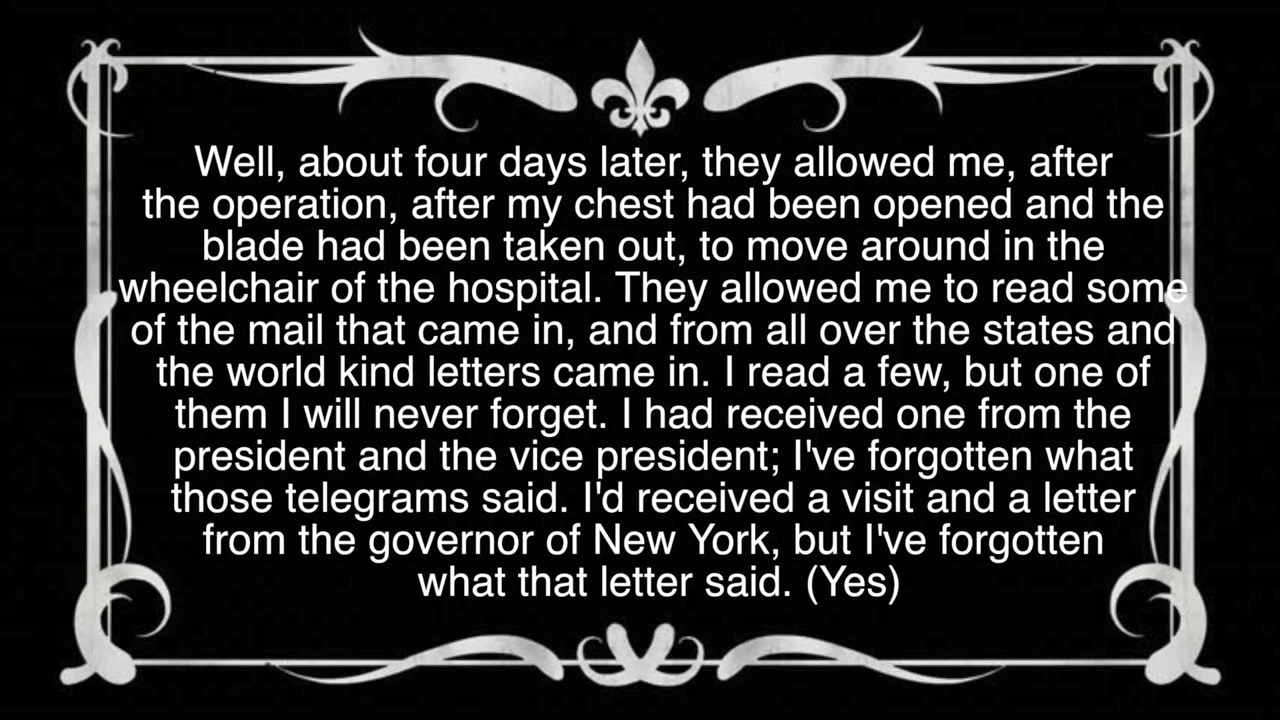 Well, about four days later, they allowed me, after
the operation, after my chest had been opened and the
blade had been taken out, to move around in the
wheelchair of the hospital. They allowed me to read some
of the mail that came in, and from all over the states and
the world kind letters came in. I read a few, but one of
them I will never forget. I had received one from the
president and the vice president; I've forgotten what
those telegrams said. I'd received a visit and a letter
from the governor of New York, but I've forgotten
what that letter said. (Yes)